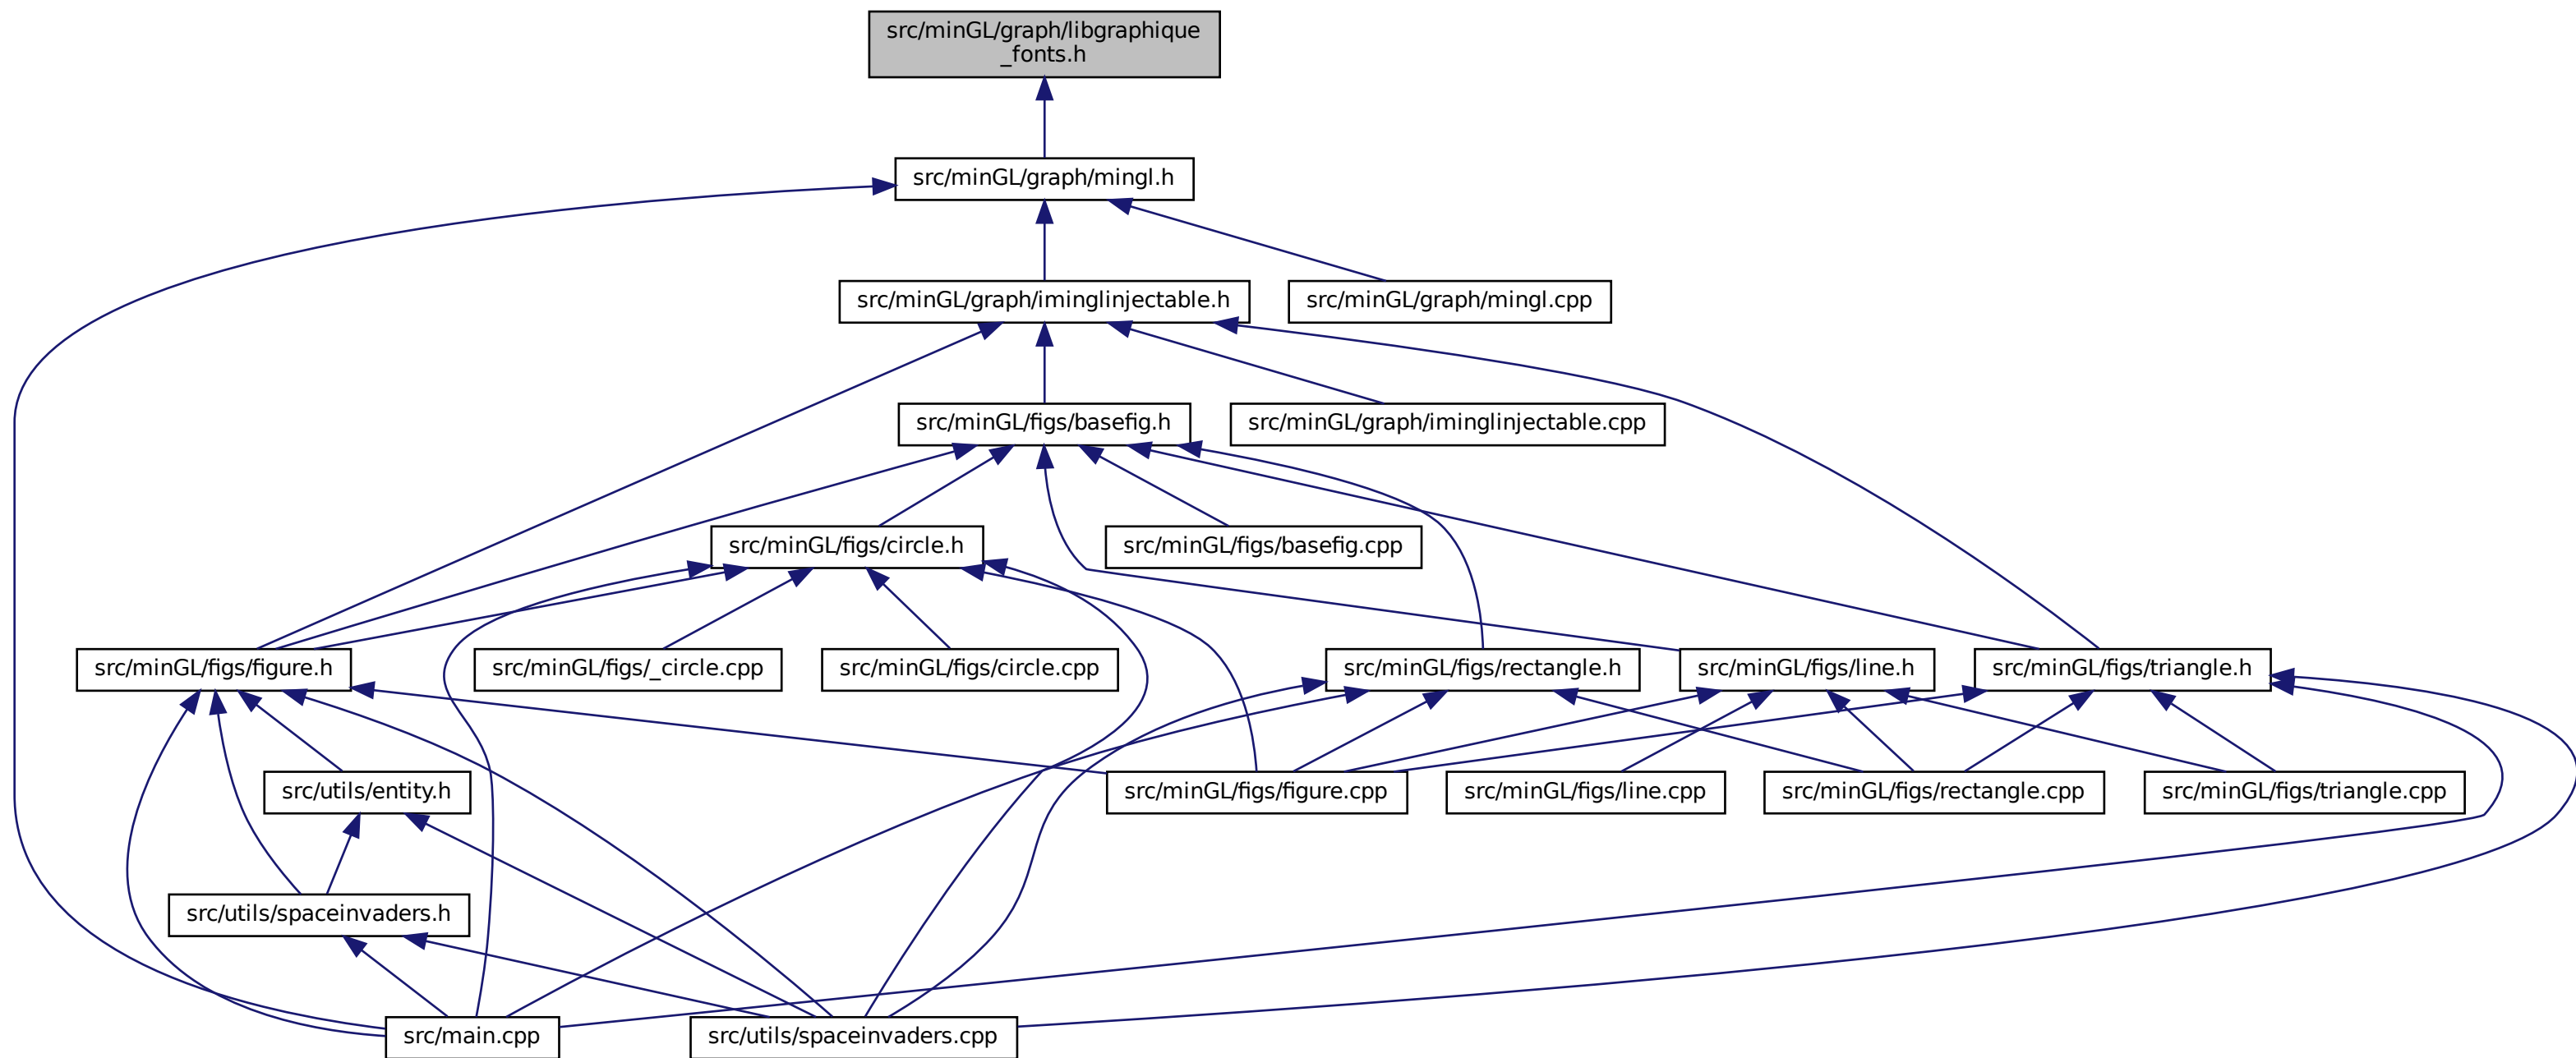 src/minGL/graph/libgraphique
_fonts.h
src/minGL/graph/mingl.h
src/minGL/graph/iminglinjectable.h
src/minGL/graph/mingl.cpp
src/minGL/figs/basefig.h
src/minGL/graph/iminglinjectable.cpp
src/minGL/figs/circle.h
src/minGL/figs/basefig.cpp
src/minGL/figs/figure.h
src/minGL/figs/_circle.cpp
src/minGL/figs/circle.cpp
src/minGL/figs/rectangle.h
src/minGL/figs/line.h
src/minGL/figs/triangle.h
src/utils/entity.h
src/minGL/figs/figure.cpp
src/minGL/figs/line.cpp
src/minGL/figs/rectangle.cpp
src/minGL/figs/triangle.cpp
src/utils/spaceinvaders.h
src/main.cpp
src/utils/spaceinvaders.cpp